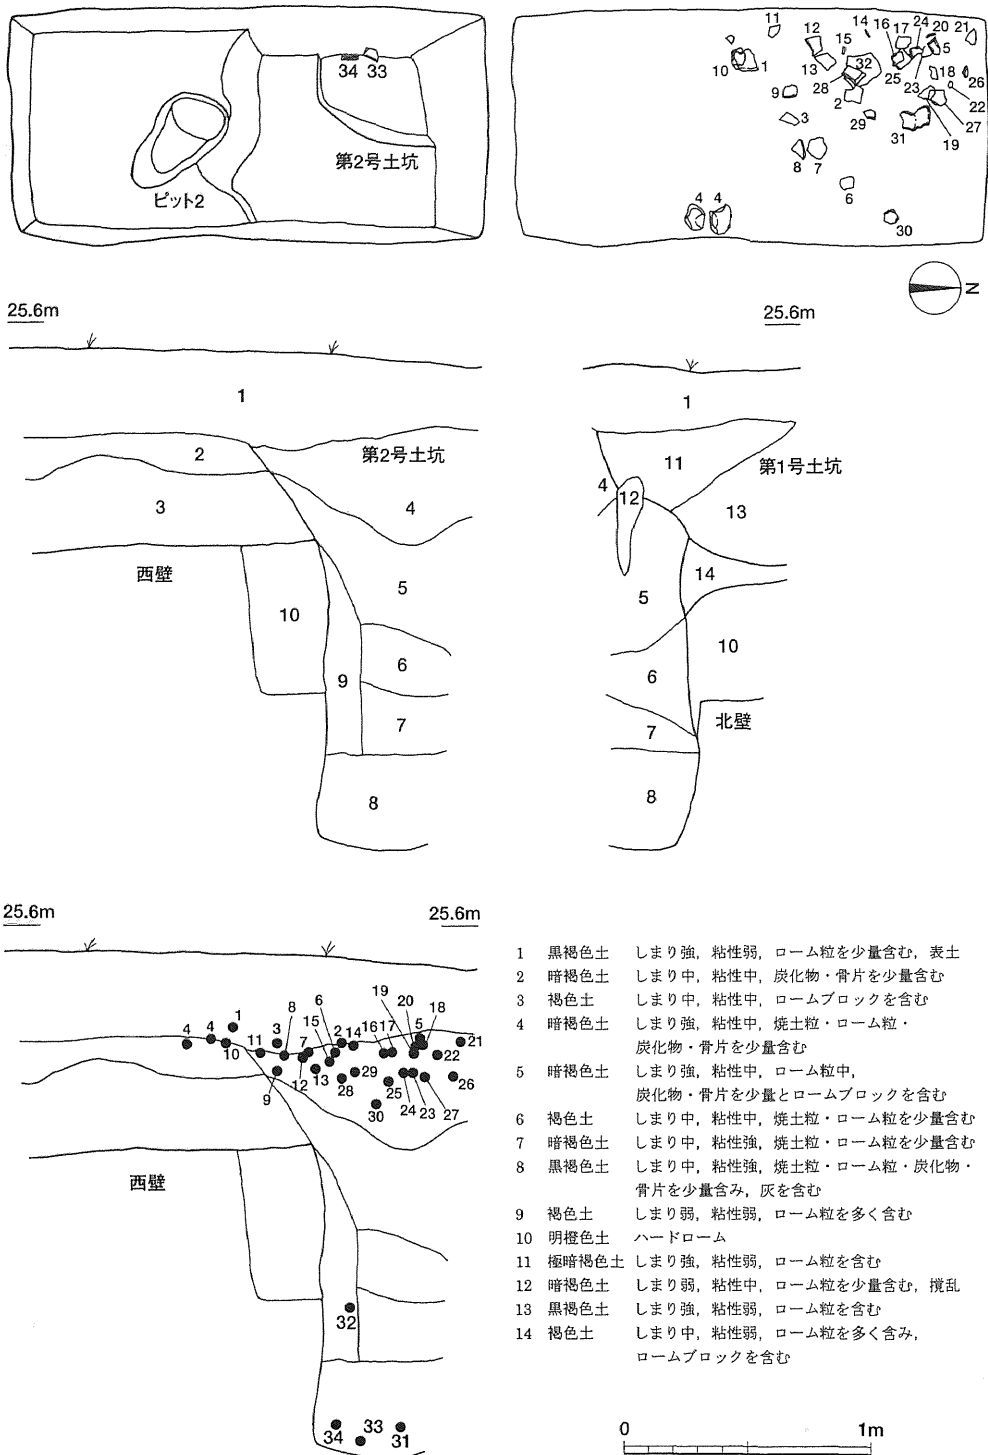 34 33
第2号土坑
ピット2
11 12 14 16 17 24 20 21
15 5
10 1 13 32 25 23 18 26
28 22
9 2 27
3 29 31 19
8 7
6
4 4
30
N
25.6m
25.6m
1
2
第2号土坑
3
4
西壁
5
10
6
9
7
8
1
11
第1号土坑
4
12
13
14
5
10
6
7
北壁
8
25.6m
25.6m
19 20
6 18
8 15 5
4 4 1 3 7 2 14 16 17 21
10 11 22
12 13 29 25 26
9 28 24 23 27
30
西壁
32
34 33 31
1 黒褐色土 しまり強，粘性弱，ローム粒を少量含む，表土
2 暗褐色土 しまり中，粘性中，炭化物・骨片を少量含む
3 褐色土 しまり中，粘性中，ロームブロックを含む
4 暗褐色土 しまり中，粘性中，焼土粒・ローム粒・
炭化物・骨片を少量含む
5 暗褐色土 しまり中，粘性中，ローム粒中，
炭化物・骨片を少量とロームブロックを含む
6 褐色土 しまり中，粘性中，焼土粒・ローム粒を少量含む
7 暗褐色土 しまり中，粘性強，焼土粒・ローム粒を少量含む
8 黒褐色土 しまり中，粘性強，焼土粒・ローム粒・炭化物・
骨片を少量含み，灰を含む
9 褐色土 しまり弱，粘性弱，ローム粒を多く含む
10 明橙色土 ハードローム
11 極暗褐色土 しまり強，粘性弱，ローム粒を含む
12 暗褐色土 しまり弱，粘性中，ローム粒を少量含む，撹乱
13 黒褐色土 しまり強，粘性弱，ローム粒を含む
14 褐色土 しまり中，粘性弱，ローム粒を多く含み，
ロームブロックを含む
0 1m